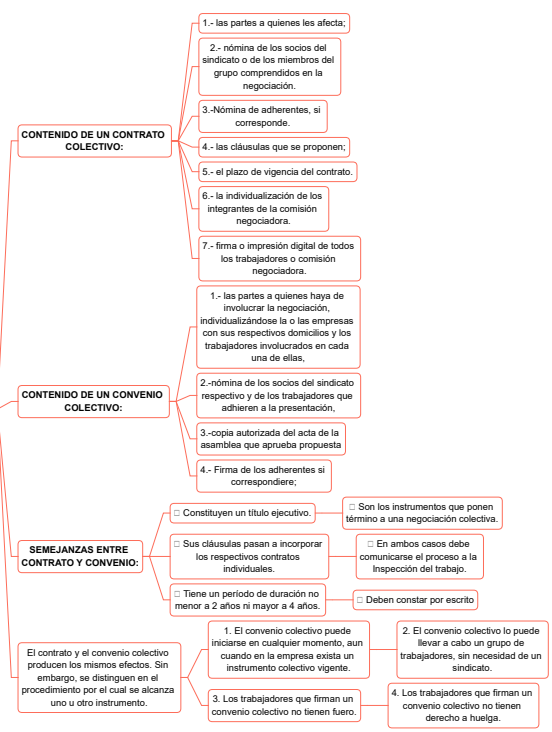 CONTENIDO DE UN CONTRATO
COLECTIVO:
1.- las partes a quienes les afecta;
2.- nómina de los socios del
sindicato o de los miembros del
grupo comprendidos en la
negociación.
3.-Nómina de adherentes, si
corresponde.
4.- las cláusulas que se proponen;
5.- el plazo de vigencia del contrato.
6.- la individualización de los
integrantes de la comisión
negociadora.
7.- firma o impresión digital de todos
los trabajadores o comisión
negociadora.
CONTENIDO DE UN CONVENIO
COLECTIVO:
1.- las partes a quienes haya de
involucrar la negociación,
individualizándose la o las empresas
con sus respectivos domicilios y los
trabajadores involucrados en cada
una de ellas,
2.-nómina de los socios del sindicato
respectivo y de los trabajadores que
adhieren a la presentación,
3.-copia autorizada del acta de la
asamblea que aprueba propuesta
4.- Firma de los adherentes si
correspondiere;
SEMEJANZAS ENTRE
CONTRATO Y CONVENIO:
□ Constituyen un título ejecutivo.
□ Son los instrumentos que ponen
término a una negociación colectiva.
□ Sus cláusulas pasan a incorporar
los respectivos contratos
individuales.
□ En ambos casos debe
comunicarse el proceso a la
Inspección del trabajo.
□ Tiene un período de duración no
menor a 2 años ni mayor a 4 años.
□ Deben constar por escrito
El contrato y el convenio colectivo
producen los mismos efectos. Sin
embargo, se distinguen en el
procedimiento por el cual se alcanza
uno u otro instrumento.
1. El convenio colectivo puede
iniciarse en cualquier momento, aun
cuando en la empresa exista un
instrumento colectivo vigente.
2. El convenio colectivo lo puede
llevar a cabo un grupo de
trabajadores, sin necesidad de un
sindicato.
3. Los trabajadores que firman un
convenio colectivo no tienen fuero.
4. Los trabajadores que firman un
convenio colectivo no tienen
derecho a huelga.